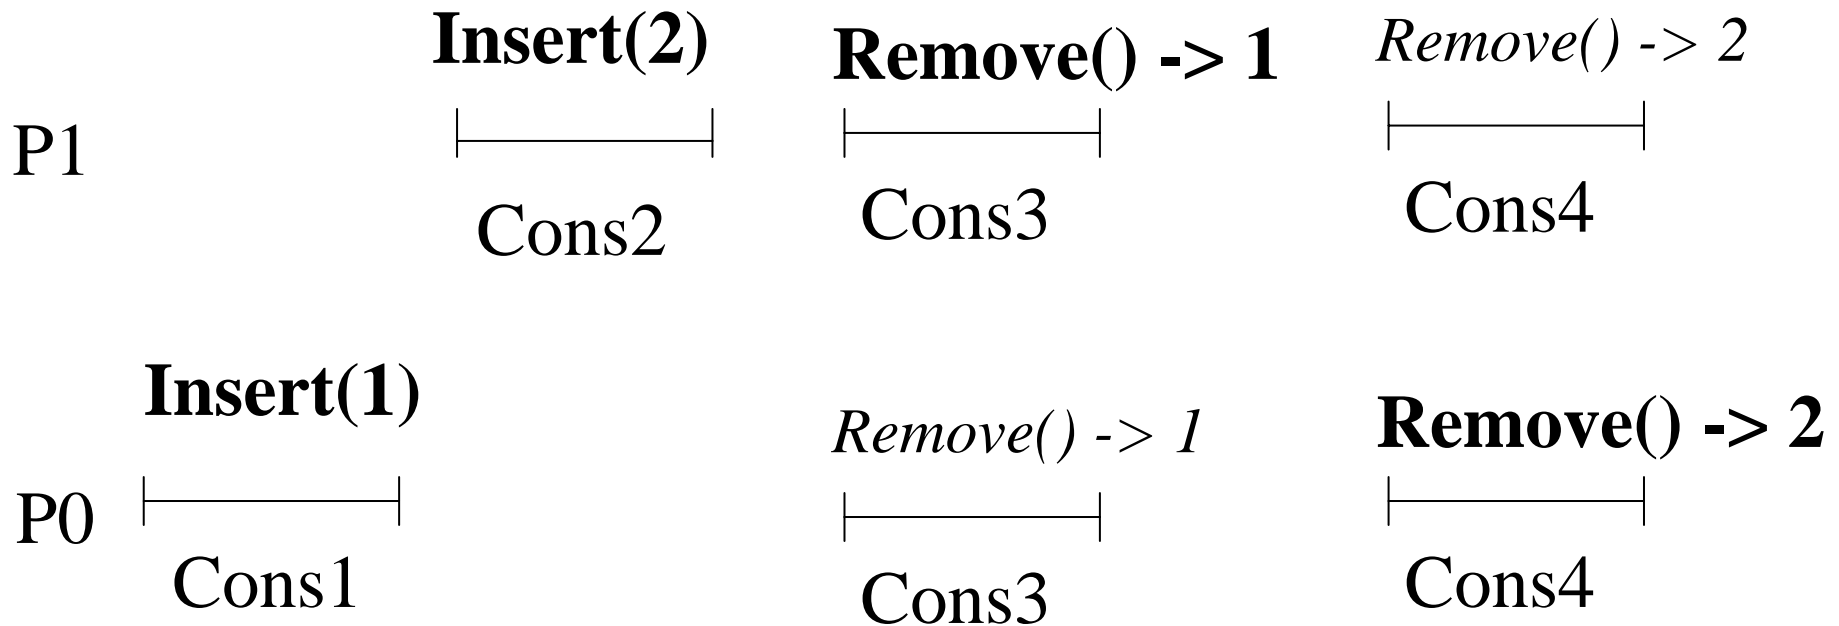 Insert(2) Remove() -> 1 Remove() -> 2
P1
Cons2 Cons3 Cons4
Insert(1) Remove() -> 1 Remove() -> 2
P0
Cons1 Cons3 Cons4